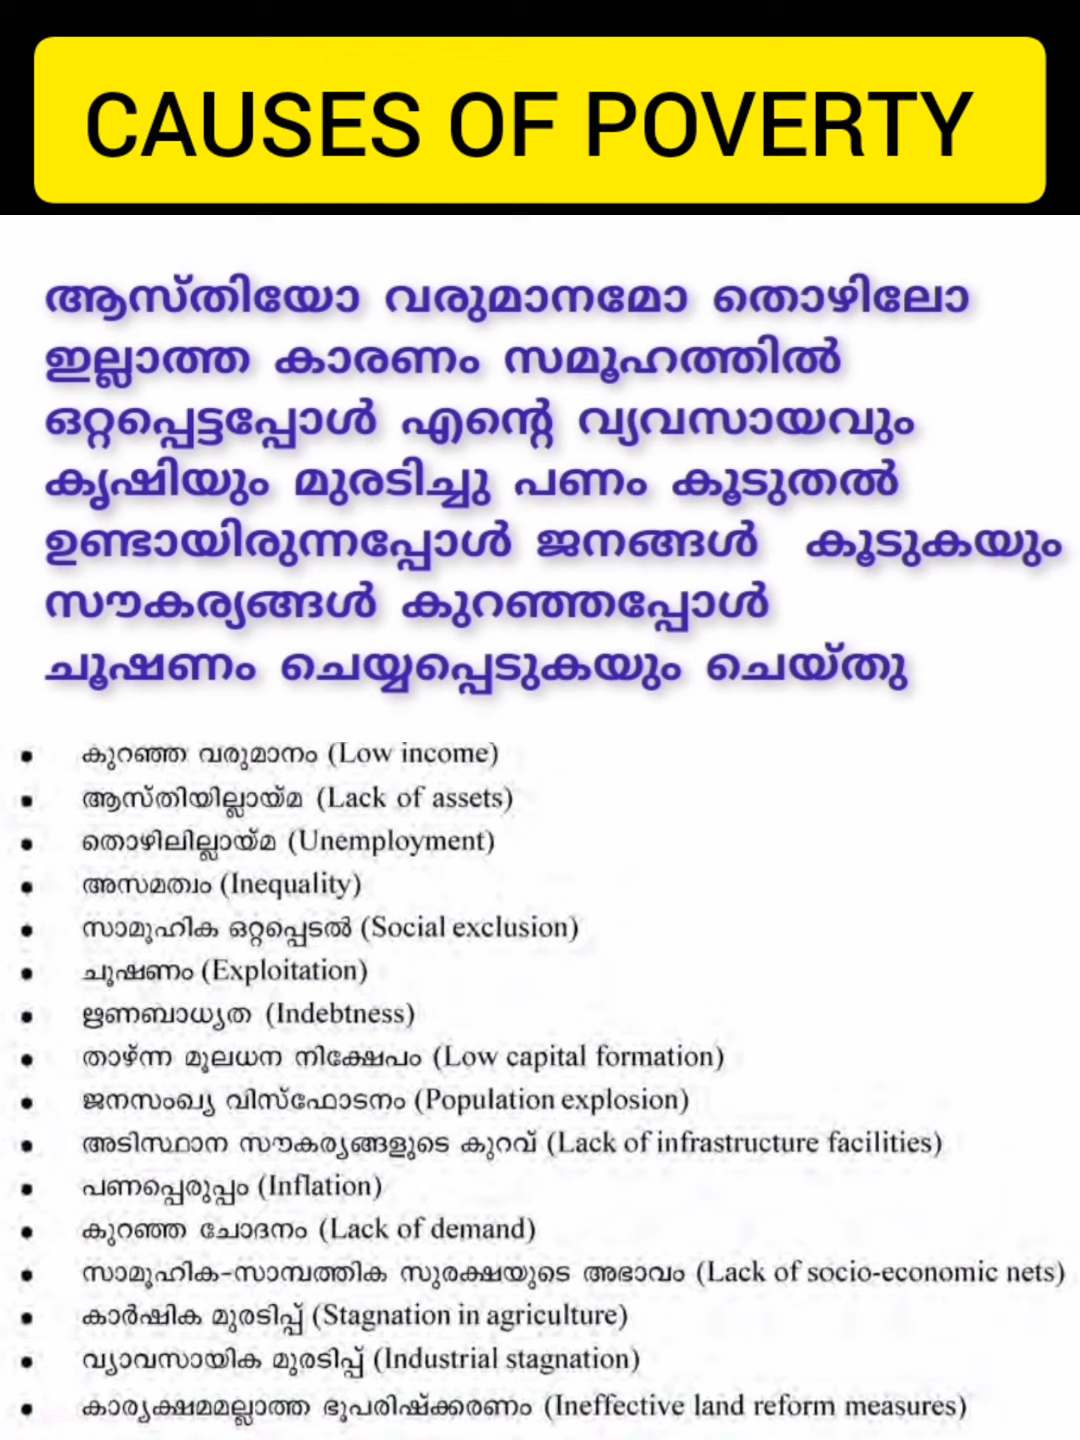 CAUSES OF POVERTY
ആസ്തിയോ വരുമാനമോ തൊഴിലോ
ഇല്ലാത്ത കാരണം സമൂഹത്തിൽ
ഒറ്റപ്പെട്ടപ്പോൾ എന്റെ വ്യവസായവും
കൃഷിയും മുരടിച്ചു പണം കൂടുതൽ
ഉണ്ടായിരുന്നപ്പോൾ ജനങ്ങൾ കൂടുകയും
സൗകര്യങ്ങൾ കുറഞ്ഞപ്പോൾ
ചൂഷണം ചെയ്യപ്പെടുകയും ചെയ്തു
• കുറഞ്ഞ വരുമാനം (Low income)
• ആസ്തിയില്ലായ്മ (Lack of assets)
• തൊഴിലില്ലായ്മ (Unemployment)
• അസമത്വം (Inequality)
• സാമൂഹിക ഒറ്റപ്പെടൽ (Social exclusion)
• ചൂഷണം (Exploitation)
• ഋണബാധ്യത (Indebtness)
• താഴ്ന്ന മൂലധന നിക്ഷേപം (Low capital formation)
• ജനസംഖ്യ വിസ്ഫോടനം (Population explosion)
• അടിസ്ഥാന സൗകര്യങ്ങളുടെ കുറവ് (Lack of infrastructure facilities)
• പണപ്പെരുപ്പം (Inflation)
• കുറഞ്ഞ ചോദനം (Lack of demand)
• സാമൂഹിക-സാമ്പത്തിക സുരക്ഷയുടെ അഭാവം (Lack of socio-economic nets)
• കാർഷിക മുരടിപ്പ് (Stagnation in agriculture)
• വ്യാവസായിക മുരടിപ്പ് (Industrial stagnation)
• കാര്യക്ഷമമല്ലാത്ത ഭൂപരിഷ്ക്കരണം (Ineffective land reform measures)